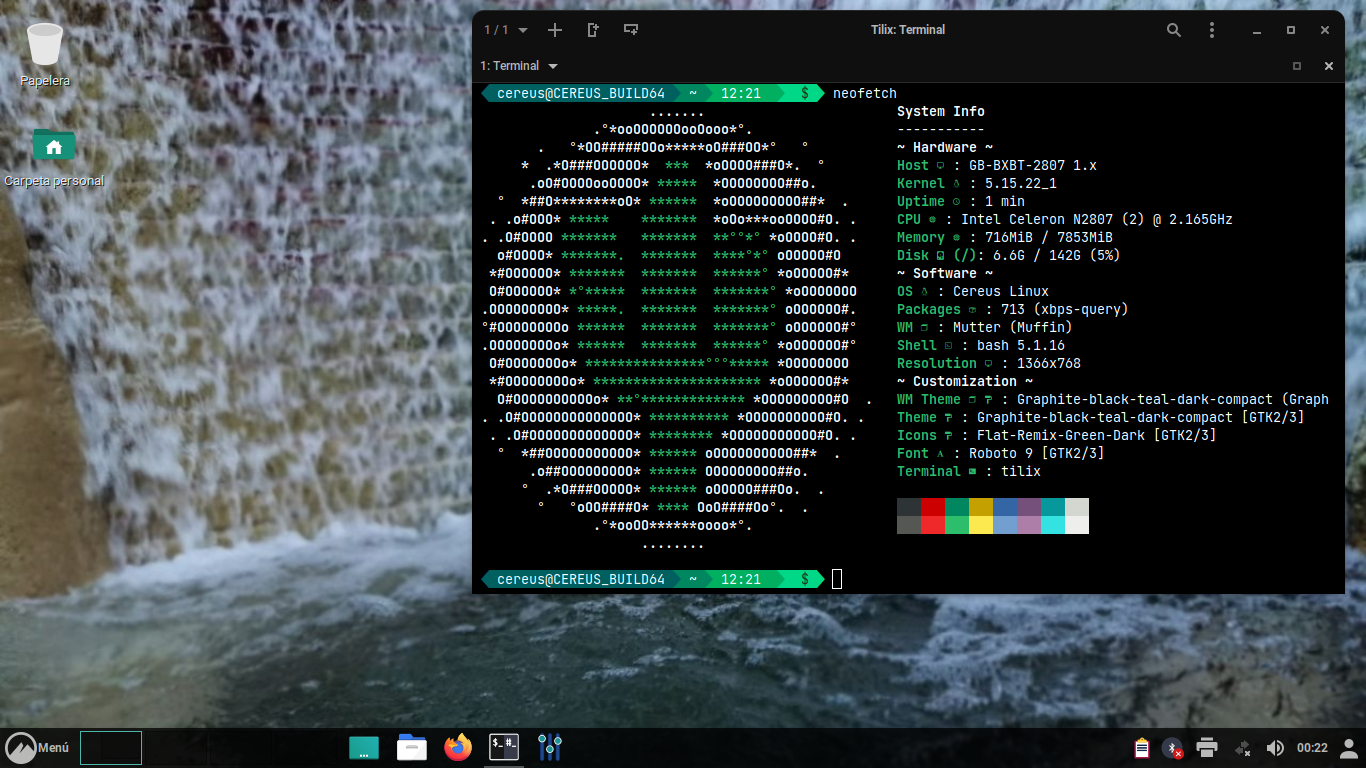 Papelera
Carpeta personal
1 / 1
Tilix: Terminal
1: Terminal
cereus@CEREUS_BUILD64 ~ 12:21 $ neofetch
System Info
-----------
~ Hardware ~
Host : GB-BXBT-2807 1.x
Kernel : 5.15.22_1
Uptime : 1 min
CPU : Intel Celeron N2807 (2) @ 2.165GHz
Memory : 716MiB / 7853MiB
Disk (/): 6.6G / 142G (5%)
~ Software ~
OS : Cereus Linux
Packages : 713 (xbps-query)
WM : Mutter (Muffin)
Shell : bash 5.1.16
Resolution : 1366x768
~ Customization ~
WM Theme : Graphite-black-teal-dark-compact (Graph
Theme : Graphite-black-teal-dark-compact [GTK2/3]
Icons : Flat-Remix-Green-Dark [GTK2/3]
Font : Roboto 9 [GTK2/3]
Terminal : tilix
cereus@CEREUS_BUILD64 ~ 12:21 $
Menú
$_ #_
00:22